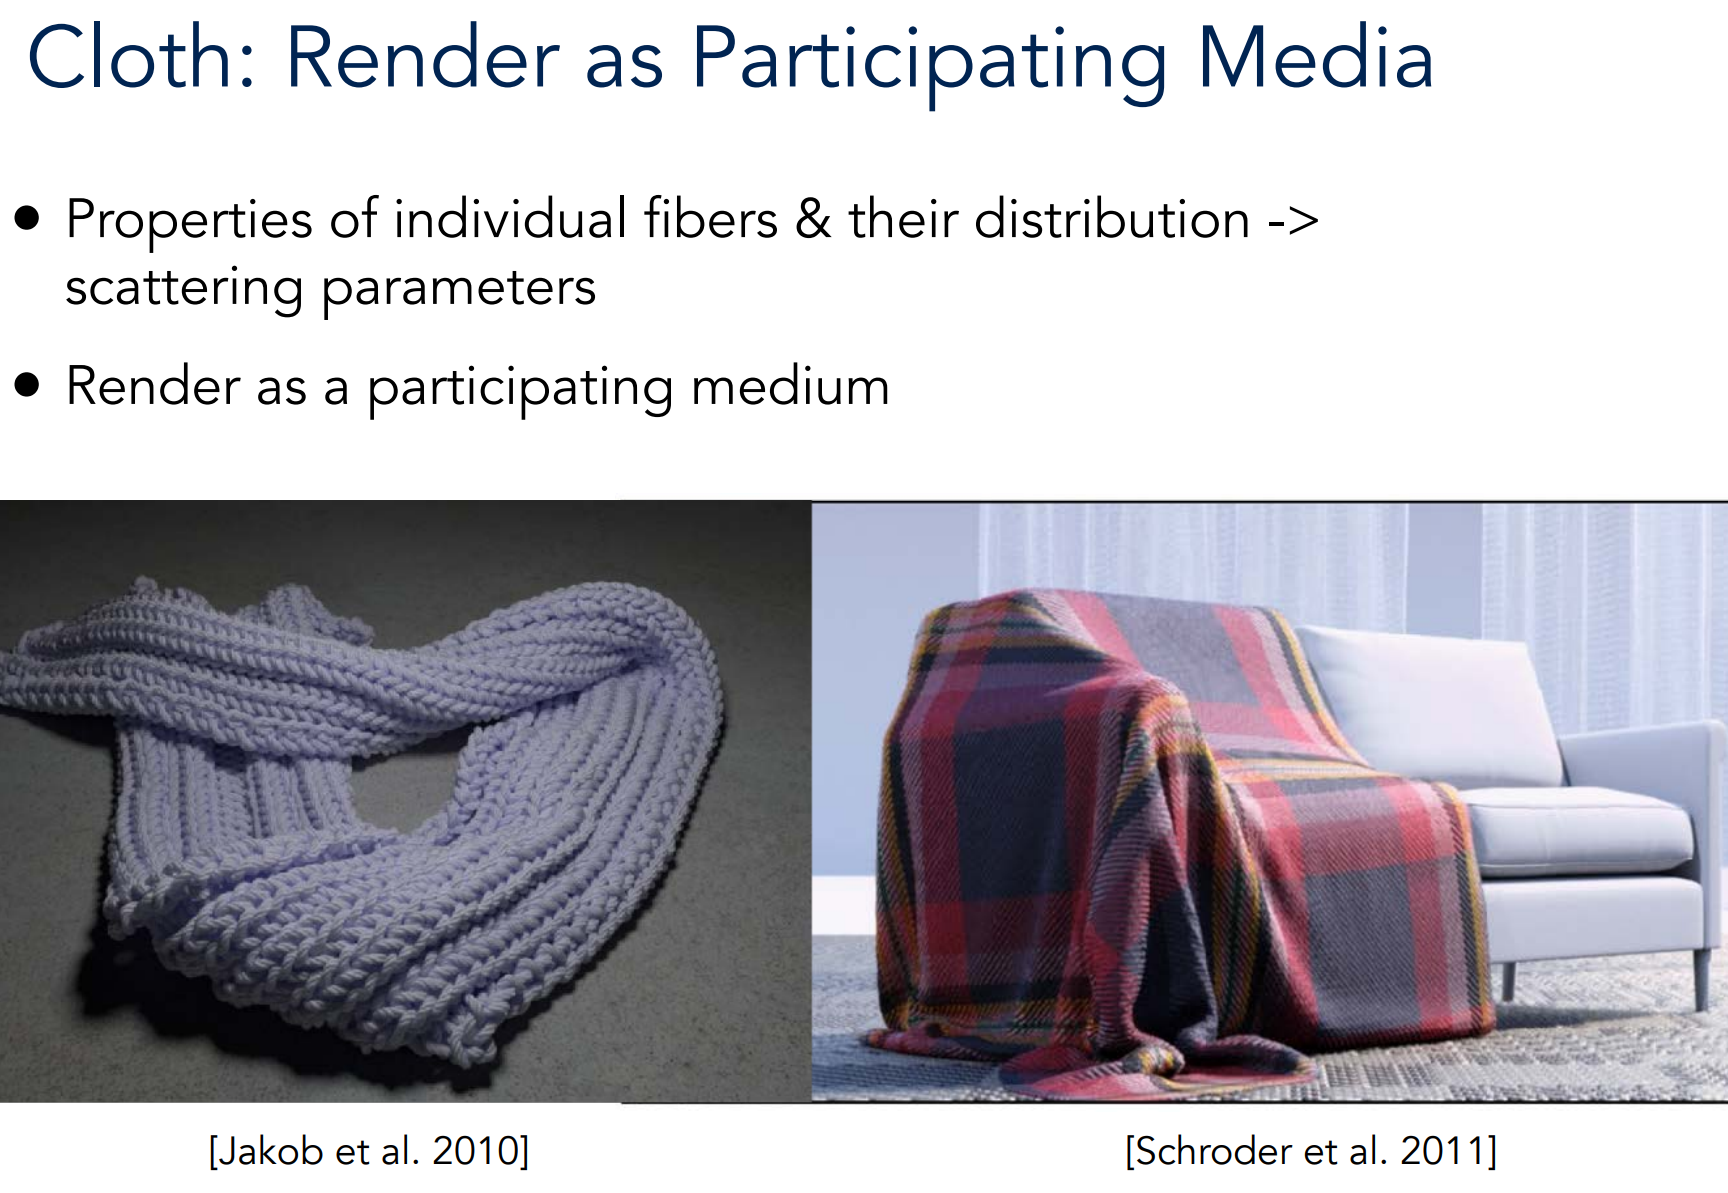 Cloth: Render as Participating Media
• Properties of individual fibers & their distribution ->
scattering parameters
• Render as a participating medium
[Jakob et al. 2010]
[Schroder et al. 2011]